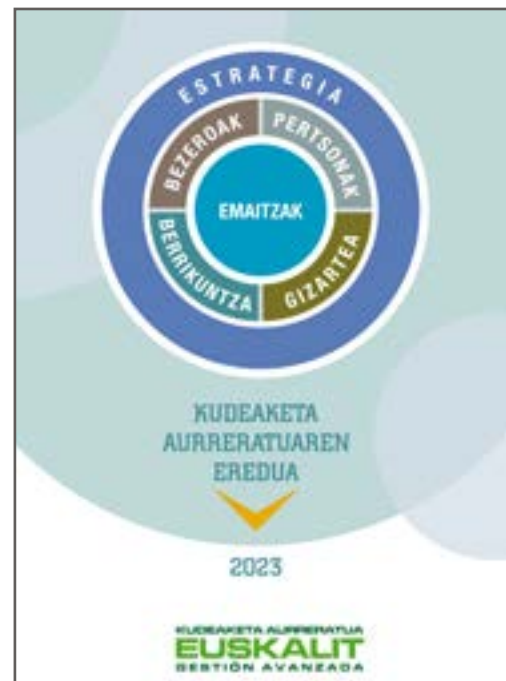 ESTRATEGIA
BEZEROAK
PERTSONAK
EMAITZAK
BERRIKUNTZA
GIZARTEA
KUDEAKETA
AURRERATUAREN
EREDUA
2023
KUDEAKETA AURRERATUA
EUSKALIT
GESTIÓN AVANZADA